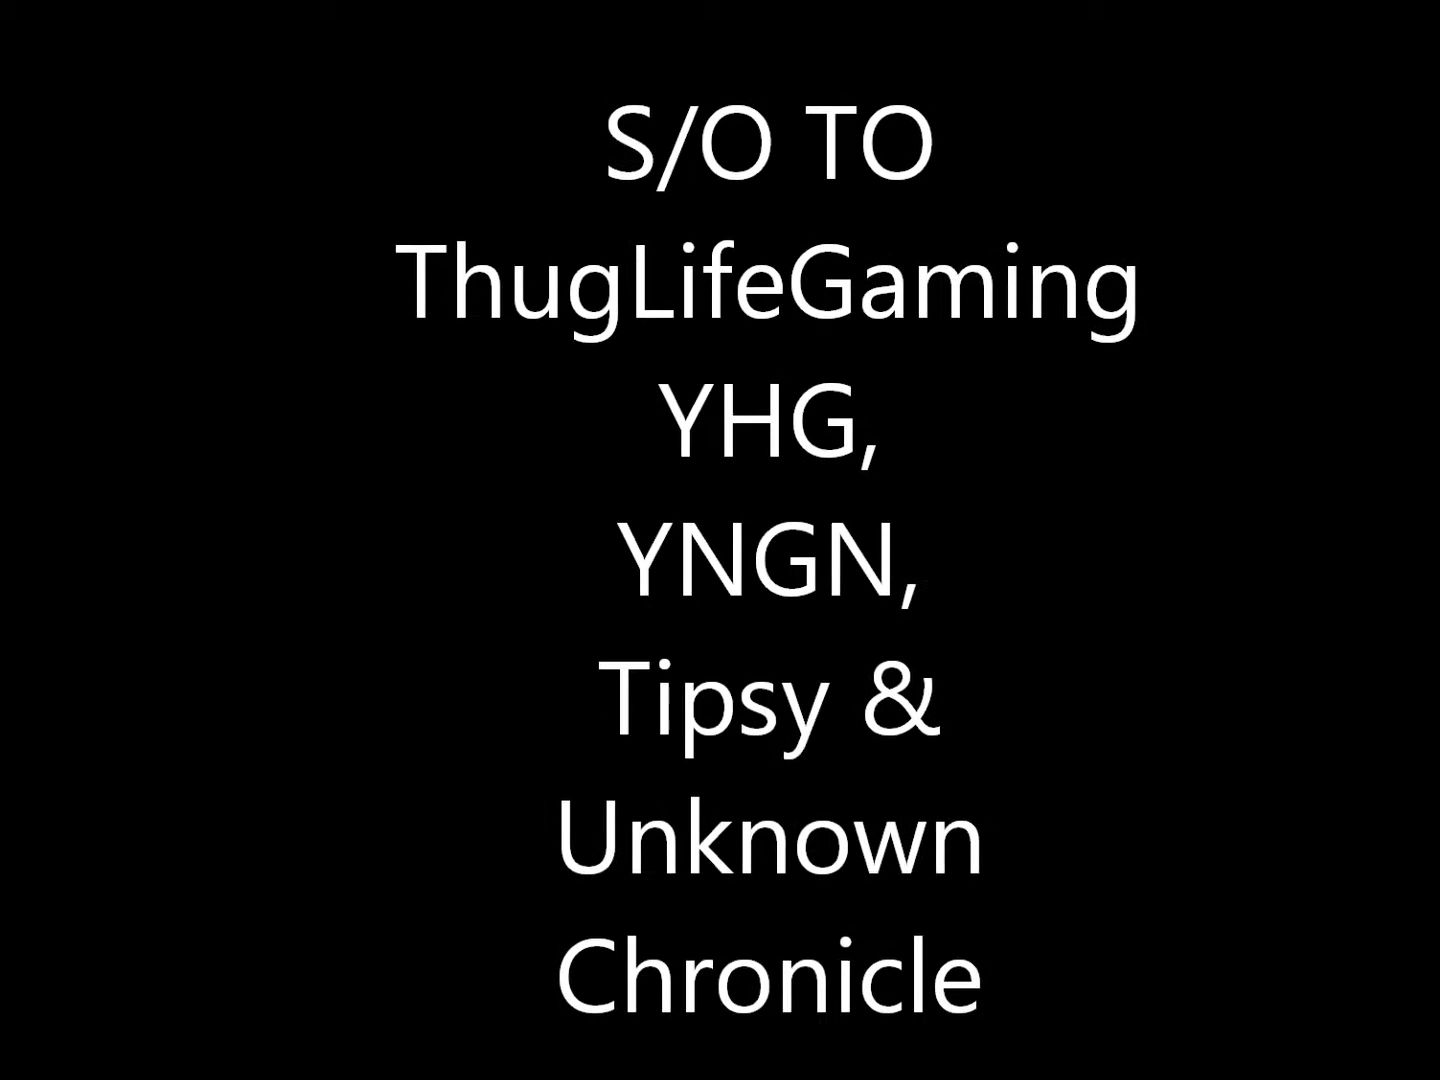 S/O TO
ThugLifeGaming
YHG,
YNGN,
Tipsy &
Unknown
Chronicle